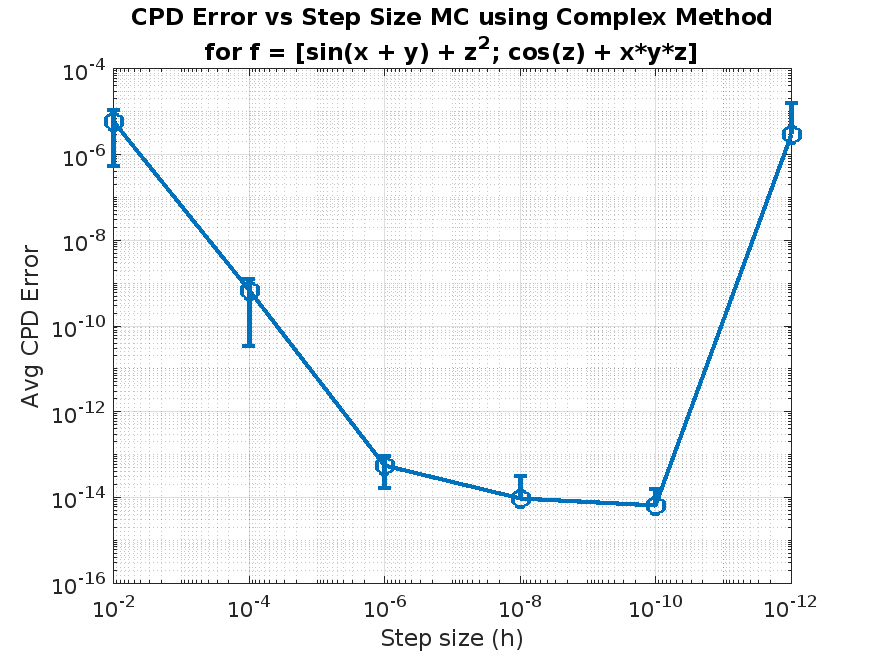 CPD Error vs Step Size MC using Complex Method
for f = [sin(x + y) + z²; cos(z) + x*y*z]
Avg CPD Error
10⁻⁴
10⁻⁶
10⁻⁸
10⁻¹⁰
10⁻¹²
10⁻¹⁴
10⁻¹⁶
10⁻² 10⁻⁴ 10⁻⁶ 10⁻⁸ 10⁻¹⁰ 10⁻¹²
Step size (h)